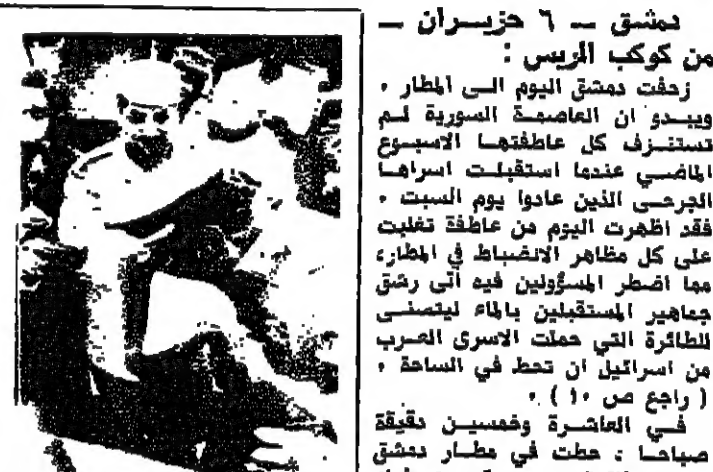 دمشق — ٦ حزيران —
من كوكب الريس :
زحفت دمشق اليوم الى المطار ،
ويبدو ان العاصمة السورية لم
تستنزف كل عاطفتها الاسبوع
الماضي عندما استقبلت اسراها
الجرحى الذين عادوا يوم السبت ،
فقد اظهرت اليوم من عاطفة تغلبت
على كل مظاهر الانضباط في المطار،
مما اضطر المسؤولين فيه الى رشق
جماهير المستقبلين بالماء ليتسنى
للطائرة التي حملت الاسرى العرب
من اسرائيل ان تحط في الساحة ،
( راجع ص ١٠ ) ،
في العاشرة وخمسين دقيقة
صباحا : حطت في مطار دمشق